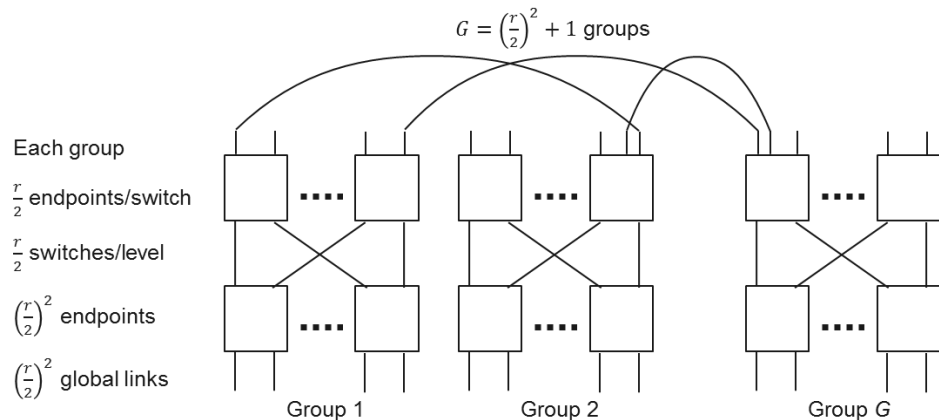 G = (r/2)² + 1 groups
Each group
r/2 endpoints/switch
r/2 switches/level
(r/2)² endpoints
(r/2)² global links
Group 1 Group 2 Group G